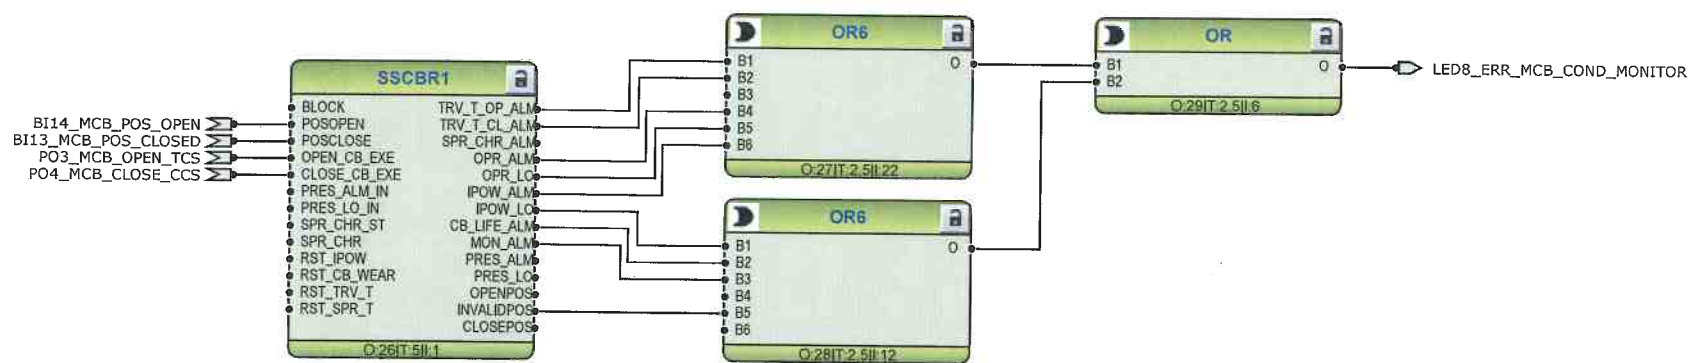 BI14_MCB_POS_OPEN
BI13_MCB_POS_CLOSED
PO3_MCB_OPEN_TCS
PO4_MCB_CLOSE_CCS
SSCBR1
BLOCK
POSOPEN
POSCLOSE
OPEN_CB_EXE
CLOSE_CB_EXE
PRES_ALM_IN
PRES_LO_IN
SPR_CHR_ST
SPR_CHR
RST_IPOW
RST_CB_WEAR
RST_TRV_T
RST_SPR_T
TRV_T_OP_ALM
TRV_T_CL_ALM
SPR_CHR_ALM
OPR_ALM
OPR_LO
IPOW_ALM
IPOW_LO
CB_LIFE_ALM
MON_ALM
PRES_ALM
PRES_LO
OPENPOS
INVALIDPOS
CLOSEPOS
O:26|T:5|I:1
OR6
B1
B2
B3
B4
B5
B6
O
O:27|T:2.5|I:22
OR6
B1
B2
B3
B4
B5
B6
O
O:28|T:2.5|I:12
OR
B1
B2
O
O:29|T:2.5|I:6
LED8_ERR_MCB_COND_MONITOR